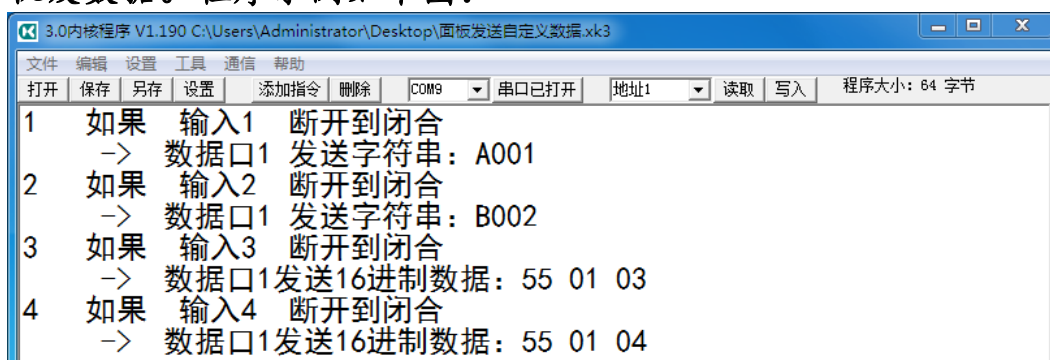 3.0内核程序 V1.190 C:\Users\Administrator\Desktop\面板发送自定义数据.xk3
文件 编辑 设置 工具 通信 帮助
打开 保存 另存 设置 添加指令 删除 COM9 串口已打开 地址1 读取 写入 程序大小: 64 字节
1 如果 输入1 断开到闭合
-> 数据口1 发送字符串: A001
2 如果 输入2 断开到闭合
-> 数据口1 发送字符串: B002
3 如果 输入3 断开到闭合
-> 数据口1发送16进制数据: 55 01 03
4 如果 输入4 断开到闭合
-> 数据口1发送16进制数据: 55 01 04